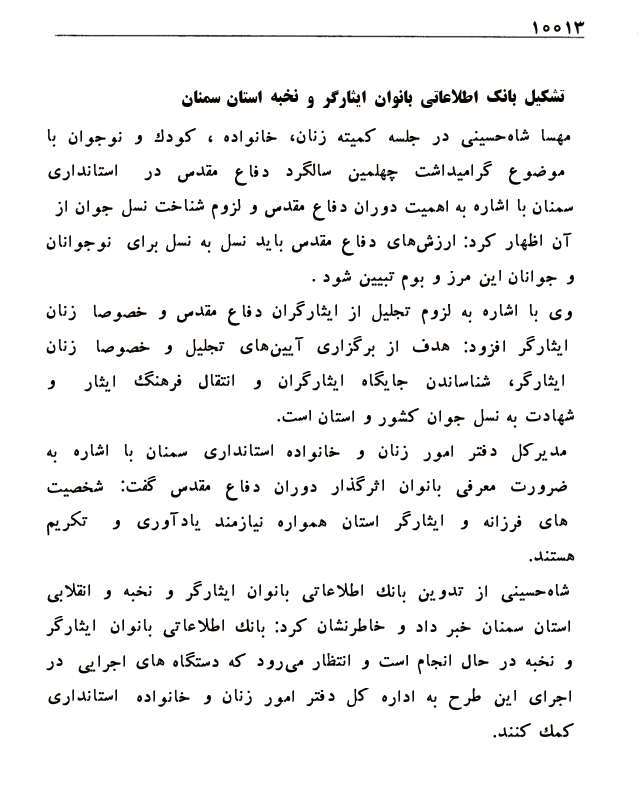 ۱۰۰۱۳
تشکیل بانک اطلاعاتی بانوان ایثارگر و نخبه استان سمنان
مهسا شاه‌حسینی در جلسه کمیته زنان، خانواده ، کودک و نوجوان با
موضوع گرامیداشت چهلمین سالگرد دفاع مقدس در استانداری
سمنان با اشاره به اهمیت دوران دفاع مقدس و لزوم شناخت نسل جوان از
آن اظهار کرد: ارزش‌های دفاع مقدس باید نسل به نسل برای نوجوانان
و جوانان این مرز و بوم تبیین شود .
وی با اشاره به لزوم تجلیل از ایثارگران دفاع مقدس و خصوصا زنان
ایثارگر افزود: هدف از برگزاری آیین‌های تجلیل و خصوصا زنان
ایثارگر، شناساندن جایگاه ایثارگران و انتقال فرهنگ ایثار و
شهادت به نسل جوان کشور و استان است.
مدیرکل دفتر امور زنان و خانواده استانداری سمنان با اشاره به
ضرورت معرفی بانوان اثرگذار دوران دفاع مقدس گفت: شخصیت
های فرزانه و ایثارگر استان همواره نیازمند یادآوری و تکریم
هستند.
شاه‌حسینی از تدوین بانک اطلاعاتی بانوان ایثارگر و نخبه و انقلابی
استان سمنان خبر داد و خاطرنشان کرد: بانک اطلاعاتی بانوان ایثارگر
و نخبه در حال انجام است و انتظار می‌رود که دستگاه های اجرایی در
اجرای این طرح به اداره کل دفتر امور زنان و خانواده استانداری
کمک کنند.